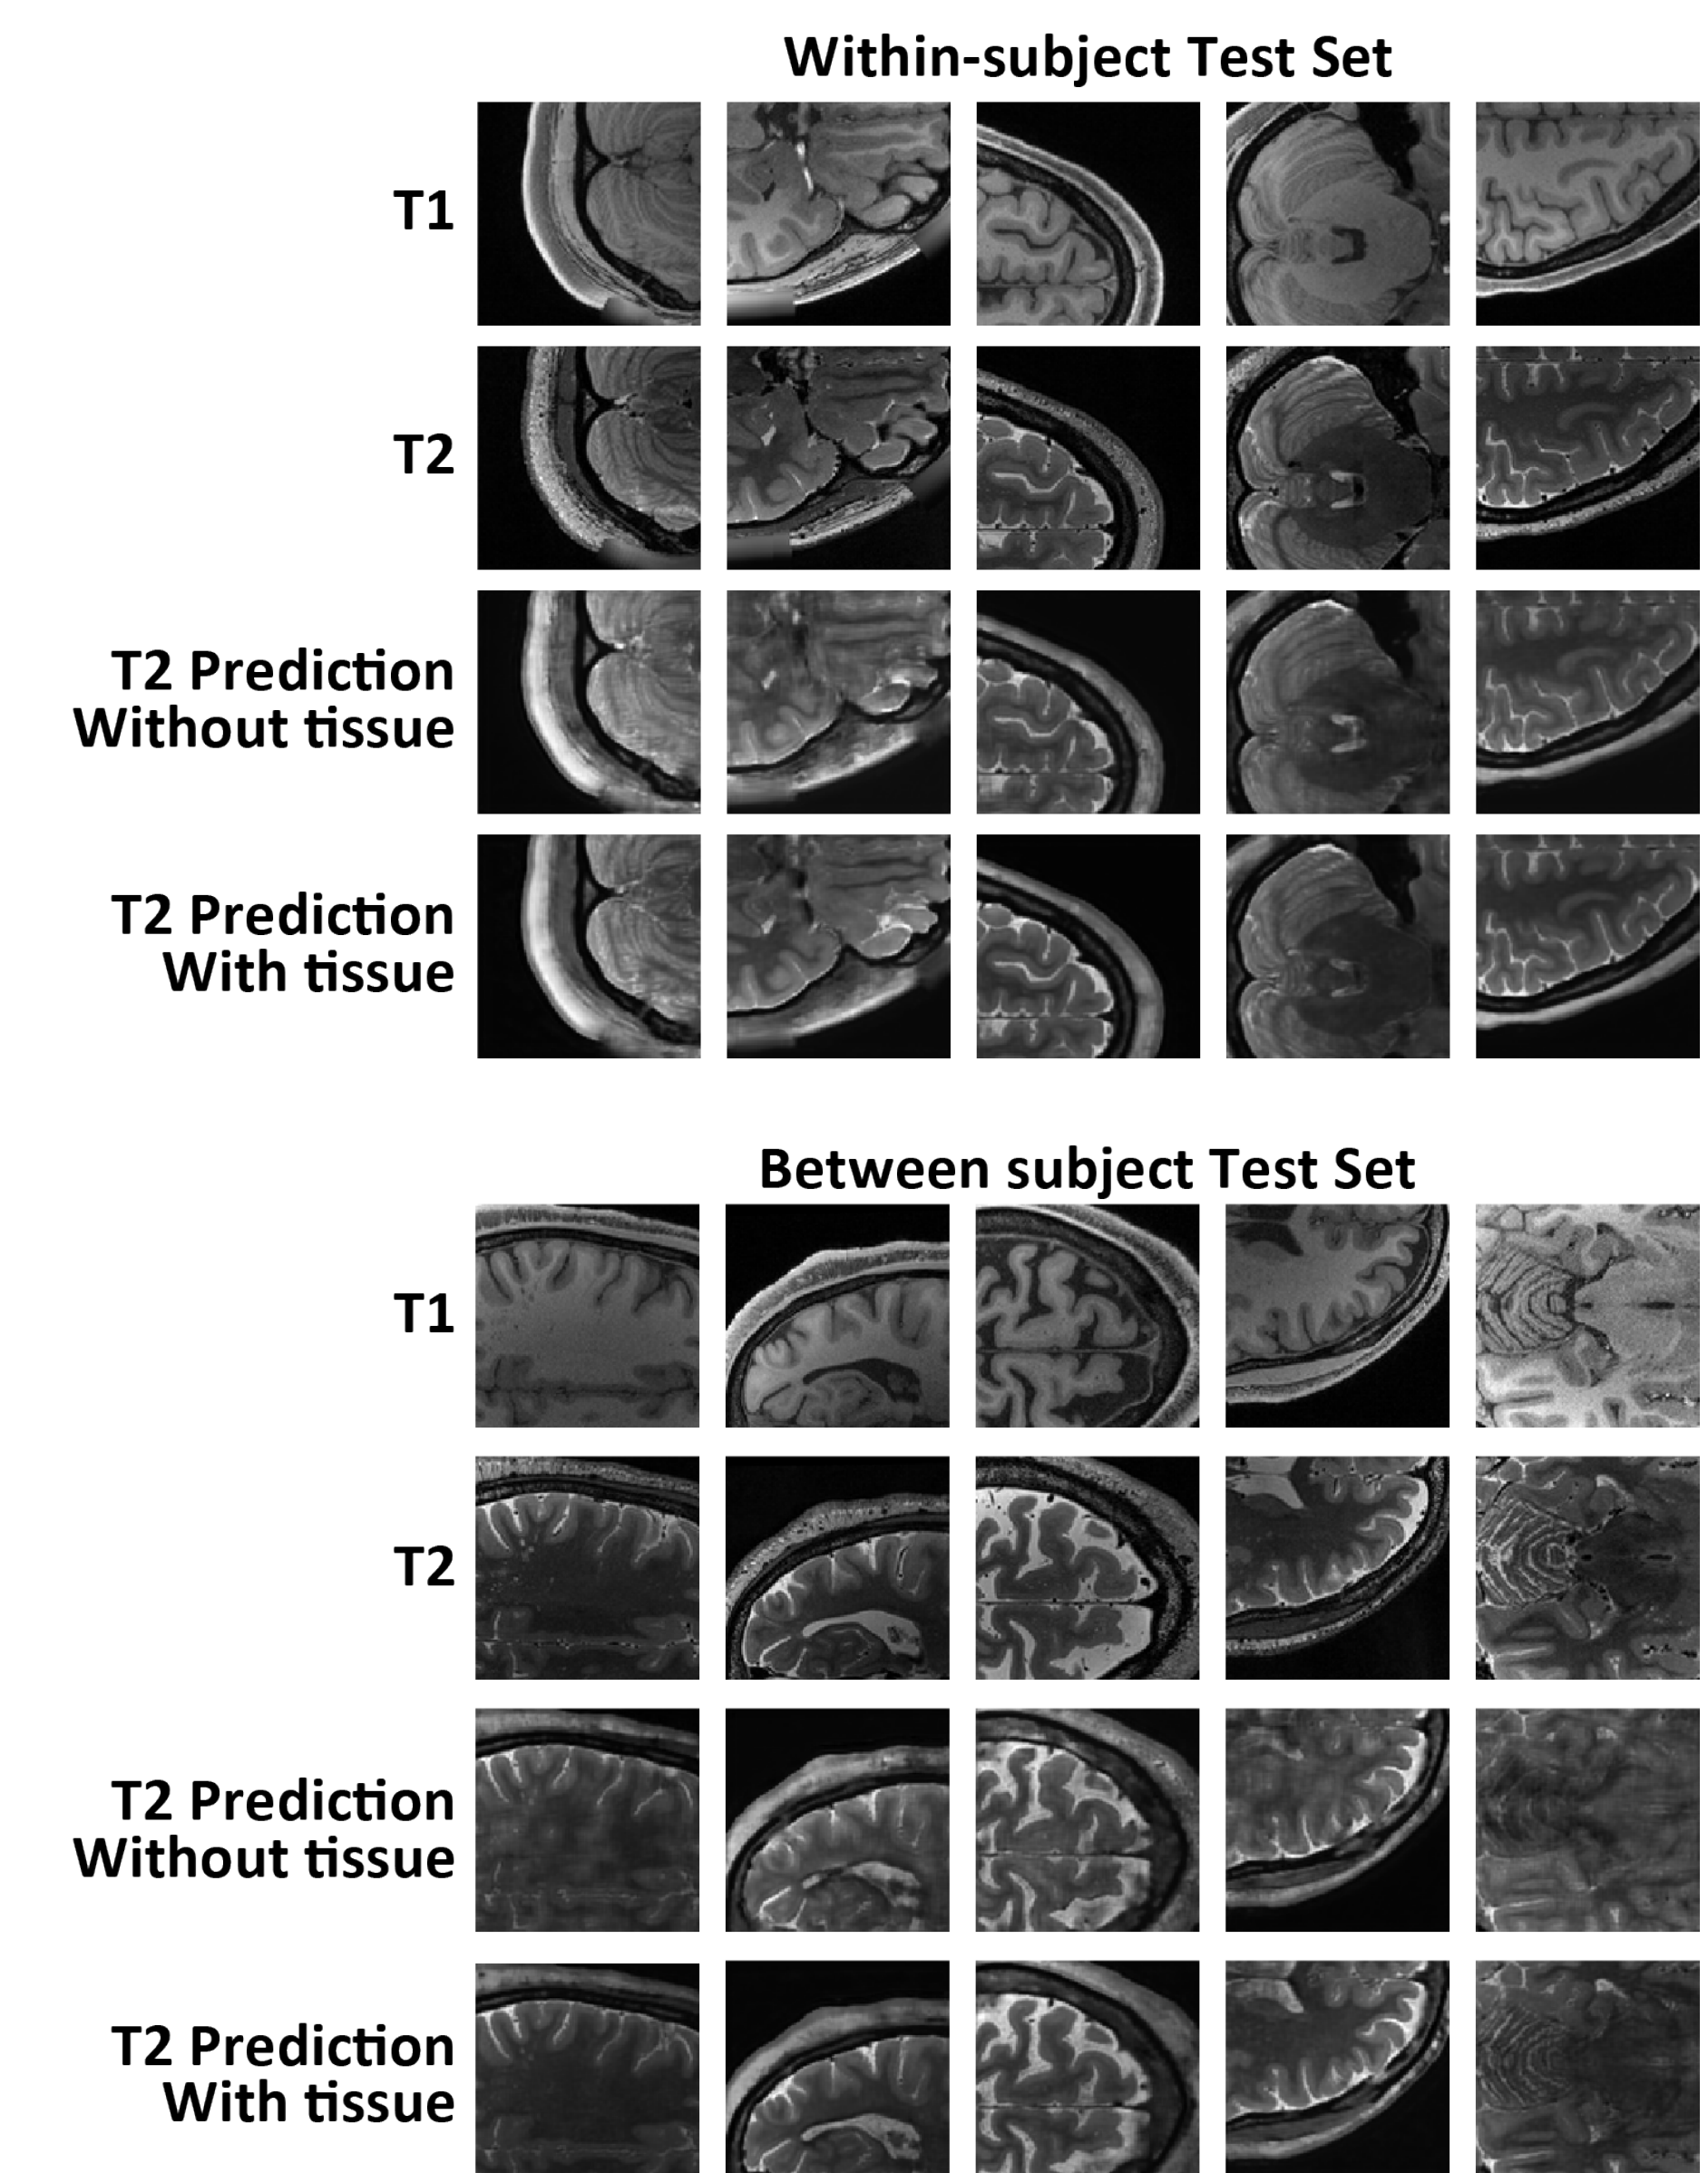 Within-subject Test Set
T1
T2
T2 Prediction
Without tissue
T2 Prediction
With tissue
Between subject Test Set
T1
T2
T2 Prediction
Without tissue
T2 Prediction
With tissue